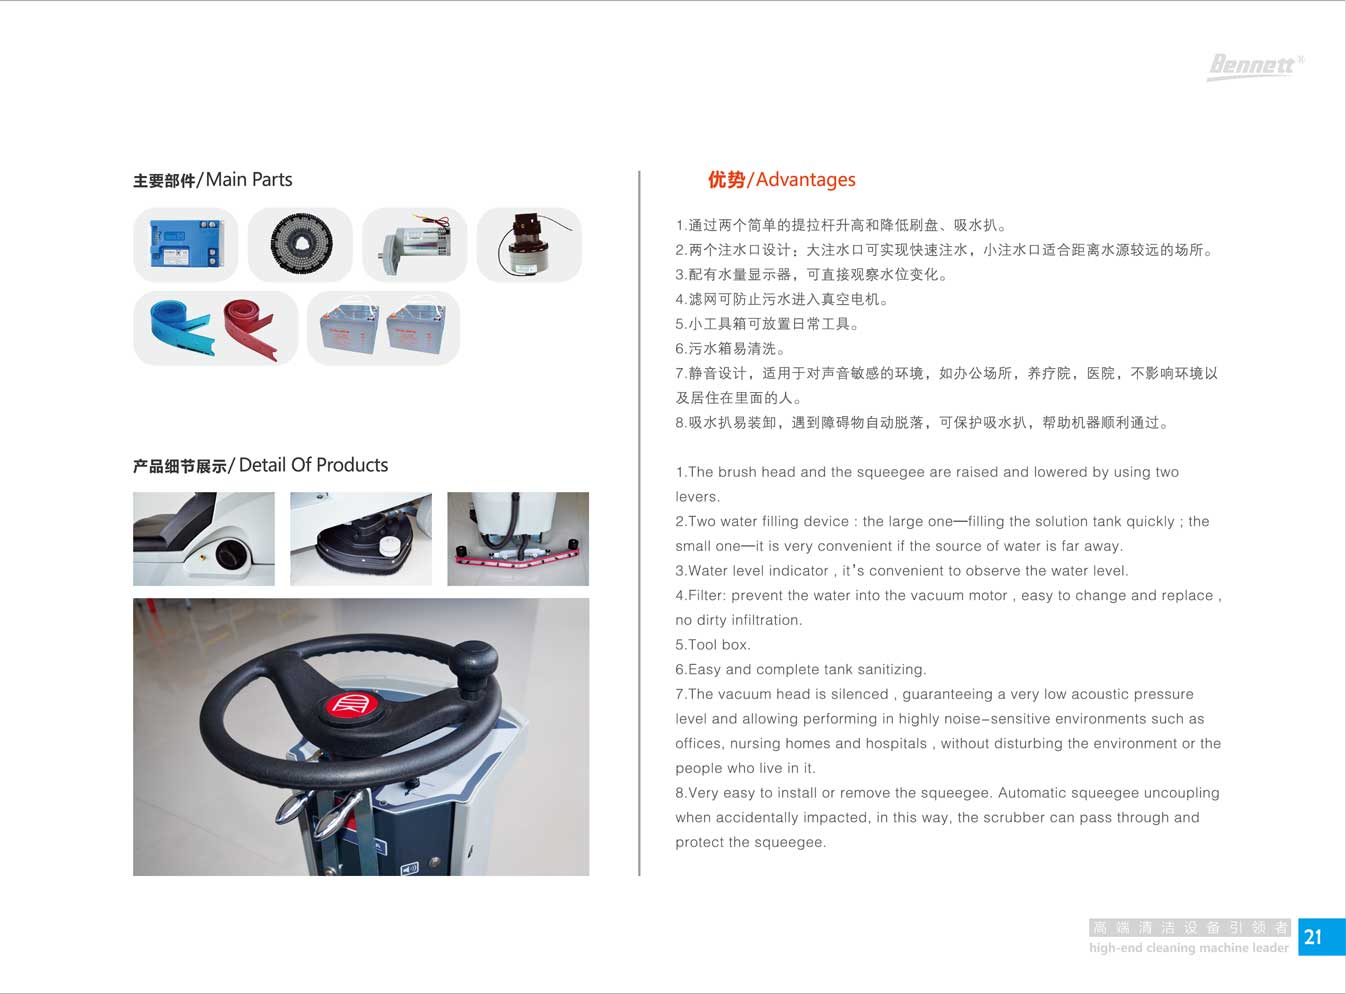 Bennett®
主要部件/Main Parts
产品细节展示/ Detail Of Products
优势/Advantages
1.通过两个简单的提拉杆升高和降低刷盘、吸水扒。
2.两个注水口设计；大注水口可实现快速注水，小注水口适合距离水源较远的场所。
3.配有水量显示器，可直接观察水位变化。
4.滤网可防止污水进入真空电机。
5.小工具箱可放置日常工具。
6.污水箱易清洗。
7.静音设计，适用于对声音敏感的环境，如办公场所，养疗院，医院，不影响环境以
及居住在里面的人。
8.吸水扒易装卸，遇到障碍物自动脱落，可保护吸水扒，帮助机器顺利通过。
1.The brush head and the squeegee are raised and lowered by using two
levers.
2.Two water filling device : the large one—filling the solution tank quickly ; the
small one—it is very convenient if the source of water is far away.
3.Water level indicator , it's convenient to observe the water level.
4.Filter: prevent the water into the vacuum motor , easy to change and replace ,
no dirty infiltration.
5.Tool box.
6.Easy and complete tank sanitizing.
7.The vacuum head is silenced , guaranteeing a very low acoustic pressure
level and allowing performing in highly noise-sensitive environments such as
offices, nursing homes and hospitals , without disturbing the environment or the
people who live in it.
8.Very easy to install or remove the squeegee. Automatic squeegee uncoupling
when accidentally impacted, in this way, the scrubber can pass through and
protect the squeegee.
高端清洁设备引领者
high-end cleaning machine leader
21